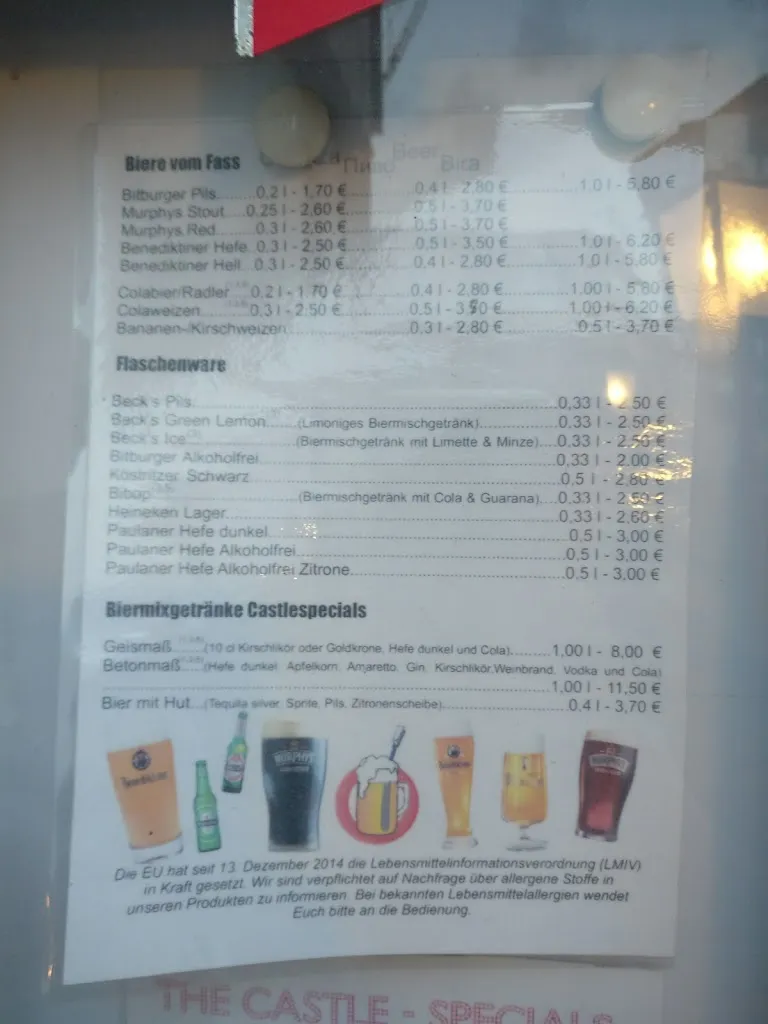 Biere vom Fass Пиво Beer Bira
Bitburger Pils.......0,2 l - 1,70 €..............0,4 l - 2,80 €..............1,0 l - 5,80 €
Murphys Stout....0,25 l - 2,60 €..............0,5 l - 3,70 €
Murphys Red.......0,3 l - 2,60 €..............0,5 l - 3,70 €
Benediktiner Hefe..0,3 l - 2,50 €..............0,5 l - 3,50 €..............1,0 l - 6,20 €
Benediktiner Hell...0,3 l - 2,50 €..............0,4 l - 2,80 €..............1,0 l - 5,80 €
Colabier/Radler....0,2 l - 1,70 €..............0,4 l - 2,80 €..............1,00 l - 5,80 €
Colaweizen........0,3 l - 2,50 €..............0,5 l - 3,50 €..............1,00 l - 6,20 €
Bananen-/Kirschweizen..............0,3 l - 2,80 €..............0,5 l - 3,70 €
Flaschenware
Beck's Pils..............0,33 l - 2.50 €
Beck's Green Lemon.......(Limoniges Biermischgetränk)..............0,33 l - 2.50 €
Beck's Ice..............(Biermischgetränk mit Limette & Minze)....0,33 l - 2,50 €
Bitburger Alkoholfrei..............0,33 l - 2.00 €
Köstritzer Schwarz..............0,5 l - 2,80 €
Bibop..............(Biermischgetränk mit Cola & Guarana)....0,33 l - 2,50 €
Heineken Lager..............0,33 l - 2,60 €
Paulaner Hefe dunkel..............0,5 l - 3,00 €
Paulaner Hefe Alkoholfrei..............0,5 l - 3,00 €
Paulaner Hefe Alkoholfrei Zitrone..............0,5 l - 3,00 €
Biermixgetränke Castlespecials
Geismaß......(10 cl Kirschlikör oder Goldkrone, Hefe dunkel und Cola)..........1,00 l - 8,00 €
Betonmaß.....(Hefe dunkel, Apfelkorn, Amaretto, Gin, Kirschlikör, Weinbrand, Vodka und Cola)
..............1,00 l - 11,50 €
Bier mit Hut....(Tequila silver, Sprite, Pils, Zitronenscheibe)..............0,4 l - 3,70 €
MURPHYS
MURPHYS
Die EU hat seit 13. Dezember 2014 die Lebensmittelinformationsverordnung (LMIV)
in Kraft gesetzt. Wir sind verpflichtet auf Nachfrage über allergene Stoffe in
unseren Produkten zu informieren. Bei bekannten Lebensmittelallergien wendet
Euch bitte an die Bedienung.
THE CASTLE - SPECIALS